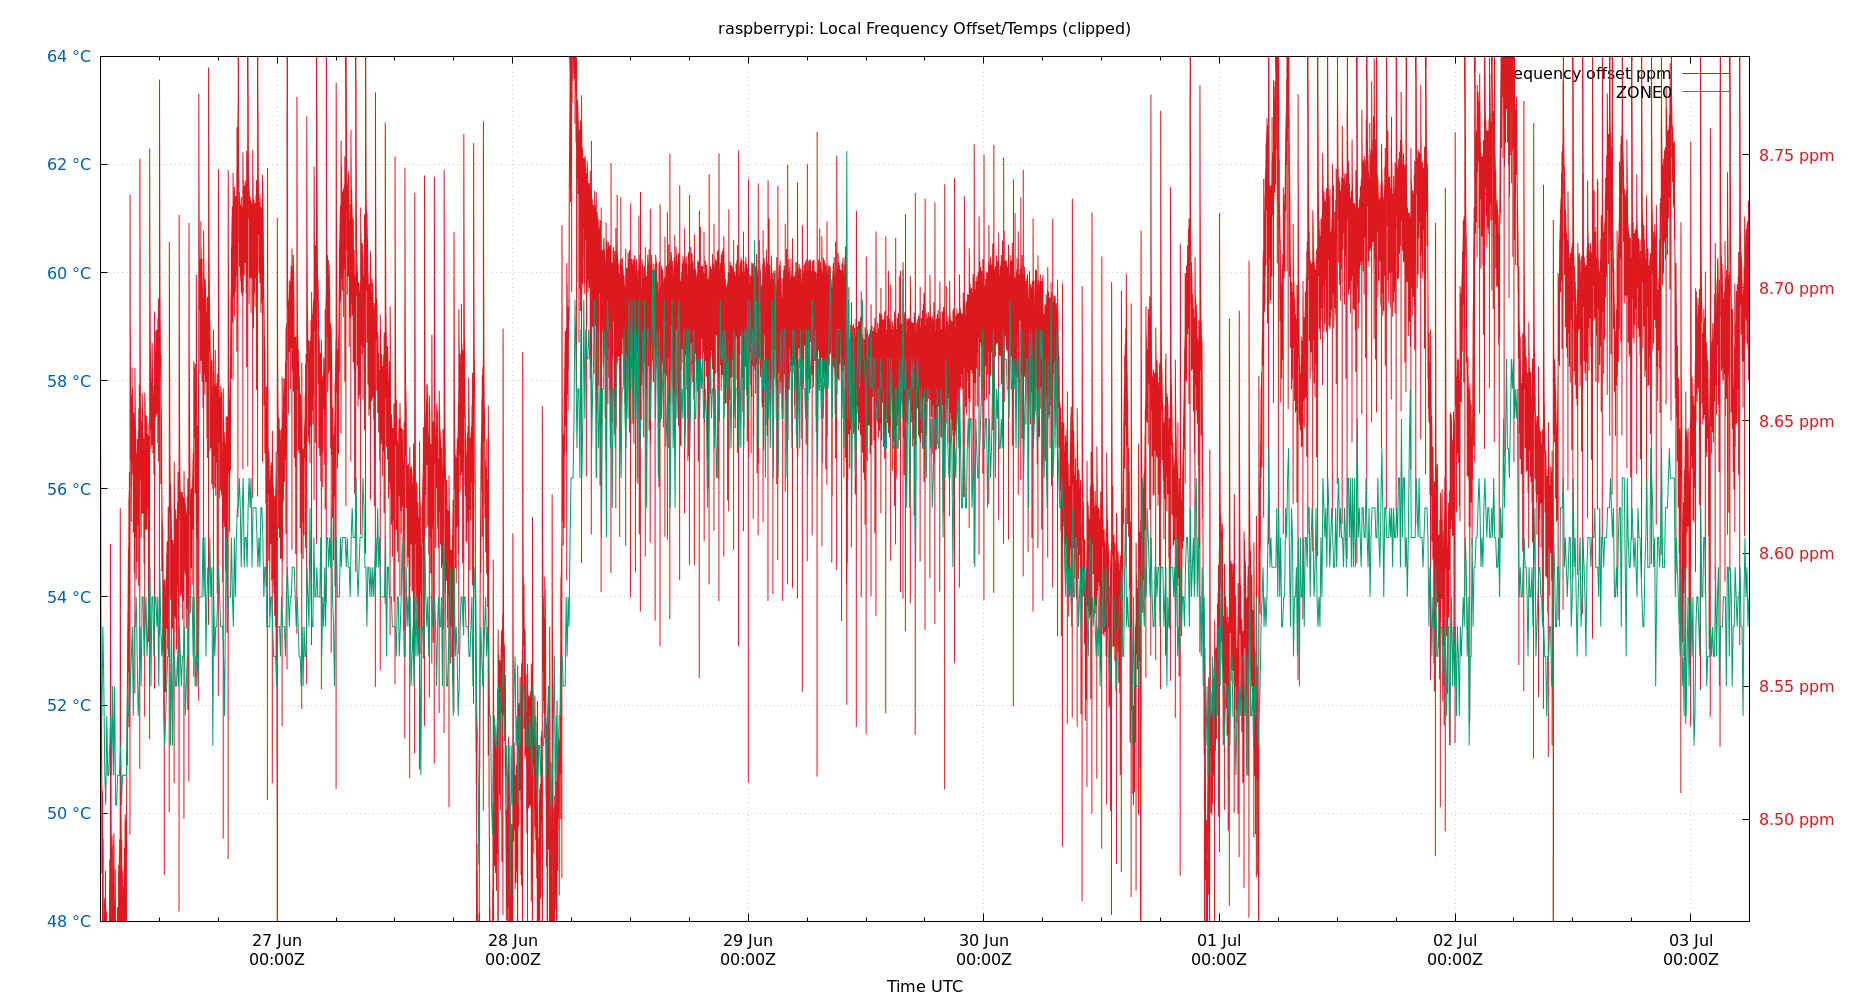 raspberrypi: Local Frequency Offset/Temps (clipped)
64 °C
62 °C
60 °C
58 °C
56 °C
54 °C
52 °C
50 °C
48 °C
equency offset ppm
ZONE0
8.75 ppm
8.70 ppm
8.65 ppm
8.60 ppm
8.55 ppm
8.50 ppm
27 Jun
00:00Z
28 Jun
00:00Z
29 Jun
00:00Z
30 Jun
00:00Z
01 Jul
00:00Z
02 Jul
00:00Z
03 Jul
00:00Z
Time UTC